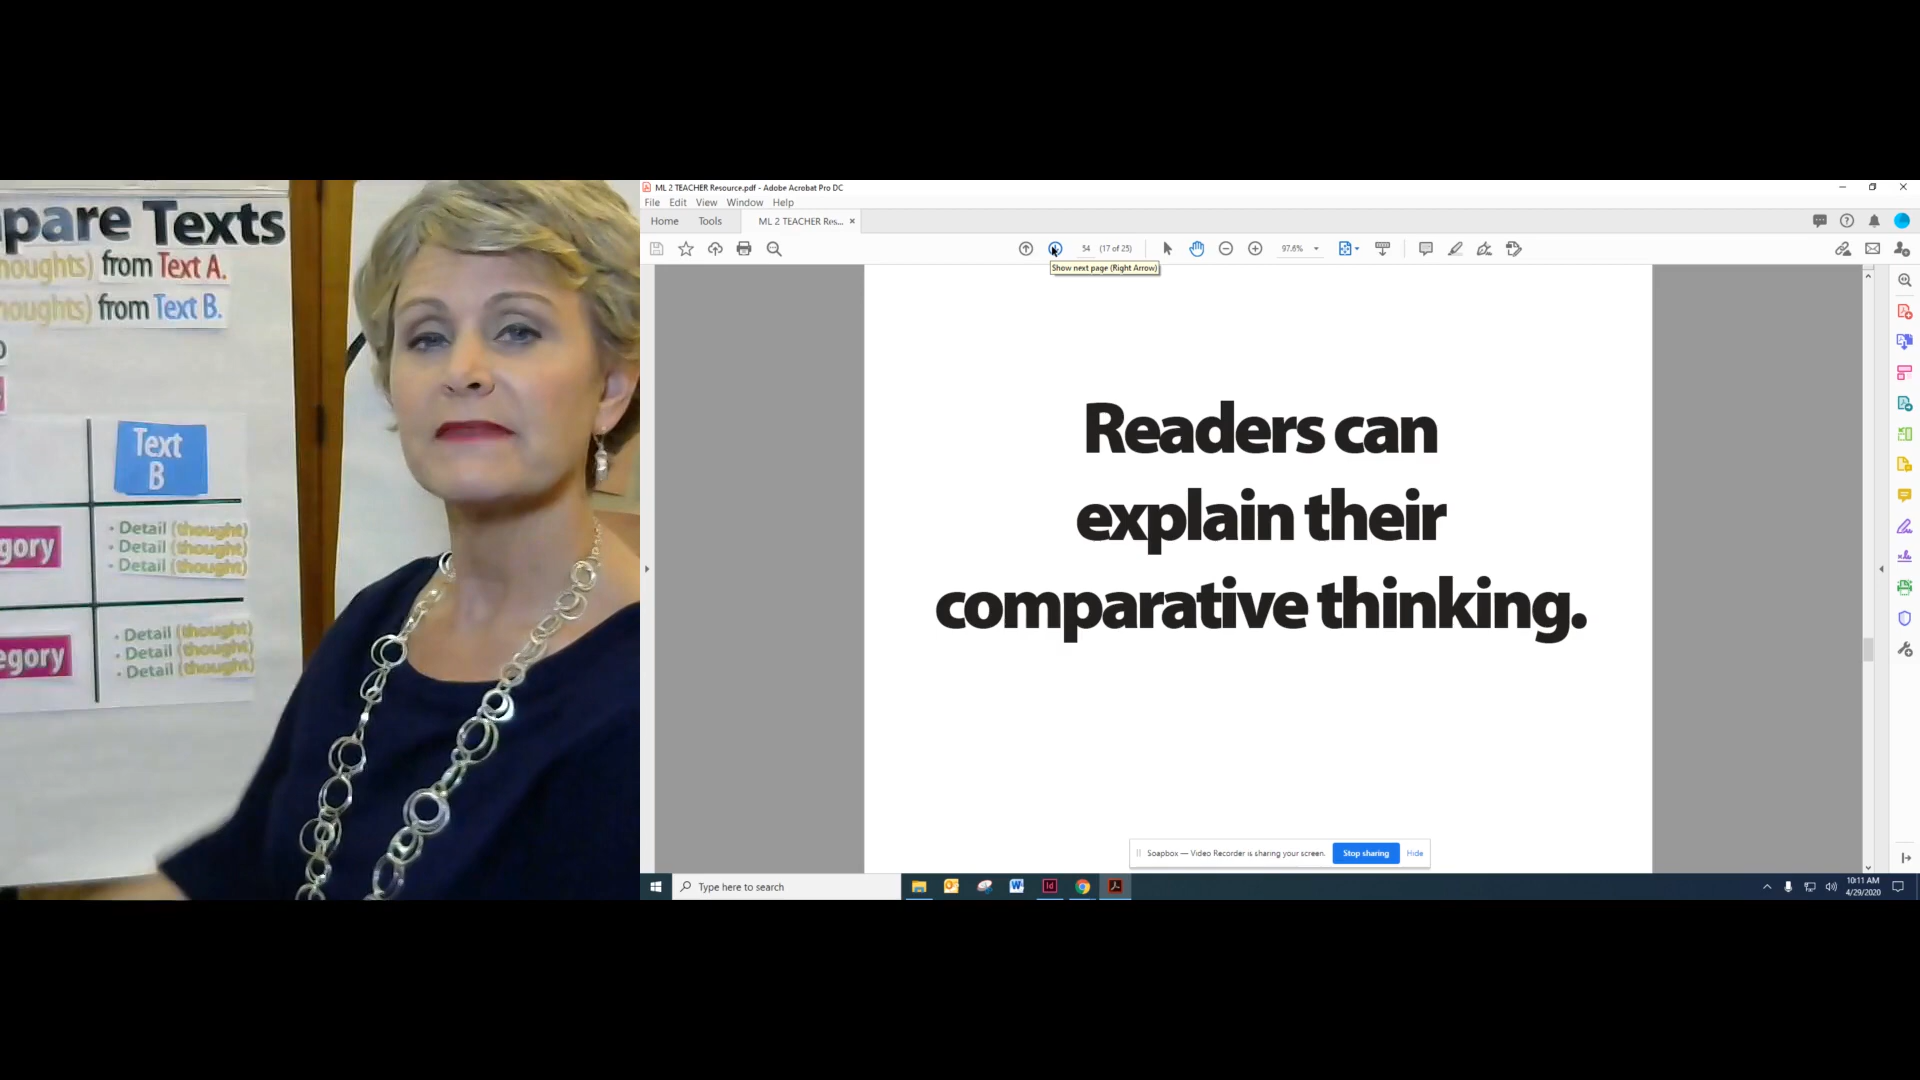 pare Texts
houghts) from Text A.
houghts) from Text B.
Text
B
gory
• Detail (thought)
• Detail (thought)
• Detail (thought)
egory
• Detail (thought)
• Detail (thought)
• Detail (thought)
ML 2 TEACHER Resource.pdf - Adobe Acrobat Pro DC
File Edit View Window Help
Home Tools ML 2 TEACHER Res... ×
54 (17 of 25) 97.6%
Show next page (Right Arrow)
Readers can
explain their
comparative thinking.
Soapbox — Video Recorder is sharing your screen. Stop sharing Hide
Type here to search
10:11 AM
4/29/2020